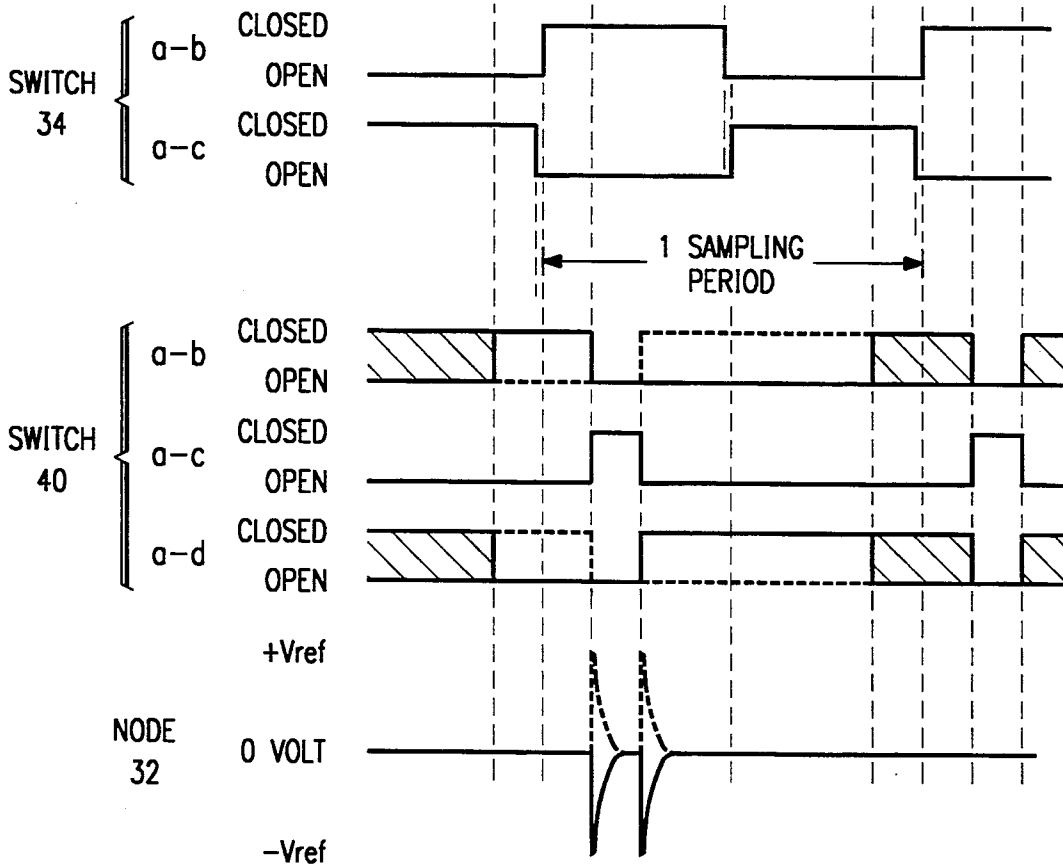 SWITCH
34
a-b
CLOSED
OPEN
a-c
CLOSED
OPEN
1 SAMPLING
PERIOD
SWITCH
40
a-b
CLOSED
OPEN
a-c
CLOSED
OPEN
a-d
CLOSED
OPEN
NODE
32
+Vref
0 VOLT
-Vref